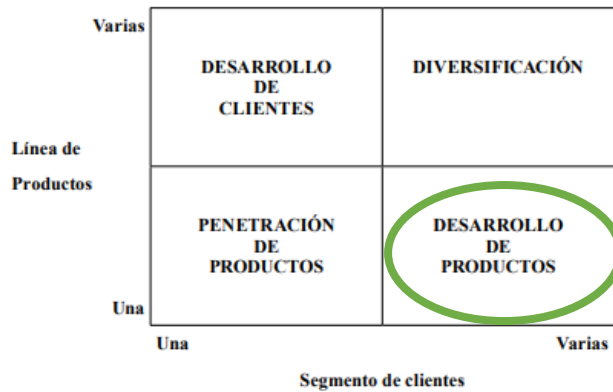 Varias
DESARROLLO
DE
CLIENTES
DIVERSIFICACIÓN
Línea de
Productos
PENETRACIÓN
DE
PRODUCTOS
DESARROLLO
DE
PRODUCTOS
Una
Una
Varias
Segmento de clientes